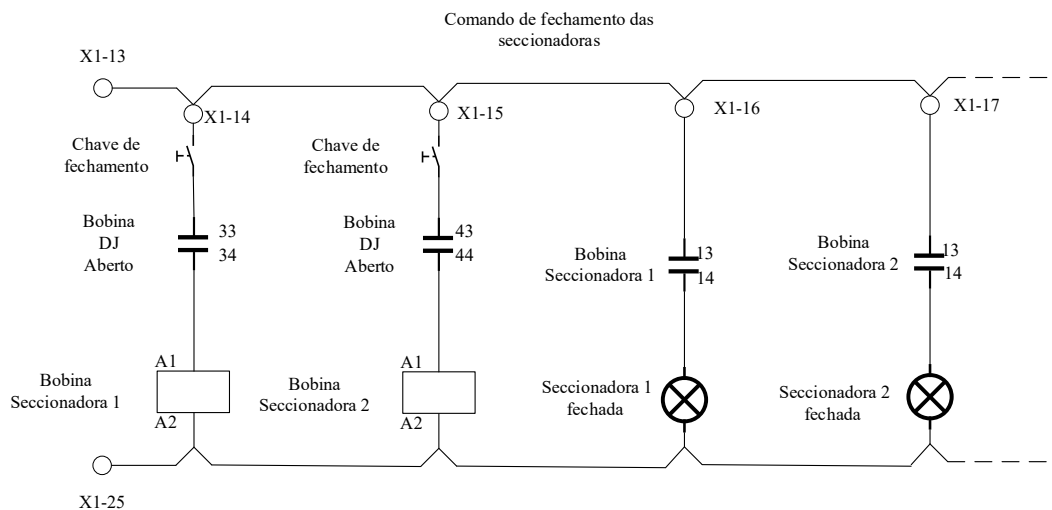 Comando de fechamento das
seccionadoras
X1-13
X1-14
X1-15
X1-16
X1-17
Chave de
fechamento
Chave de
fechamento
Bobina
DJ
Aberto
33
34
Bobina
DJ
Aberto
43
44
Bobina
Seccionadora 1
13
14
Bobina
Seccionadora 2
13
14
Bobina
Seccionadora 1
A1
A2
Bobina
Seccionadora 2
A1
A2
Seccionadora 1
fechada
Seccionadora 2
fechada
X1-25